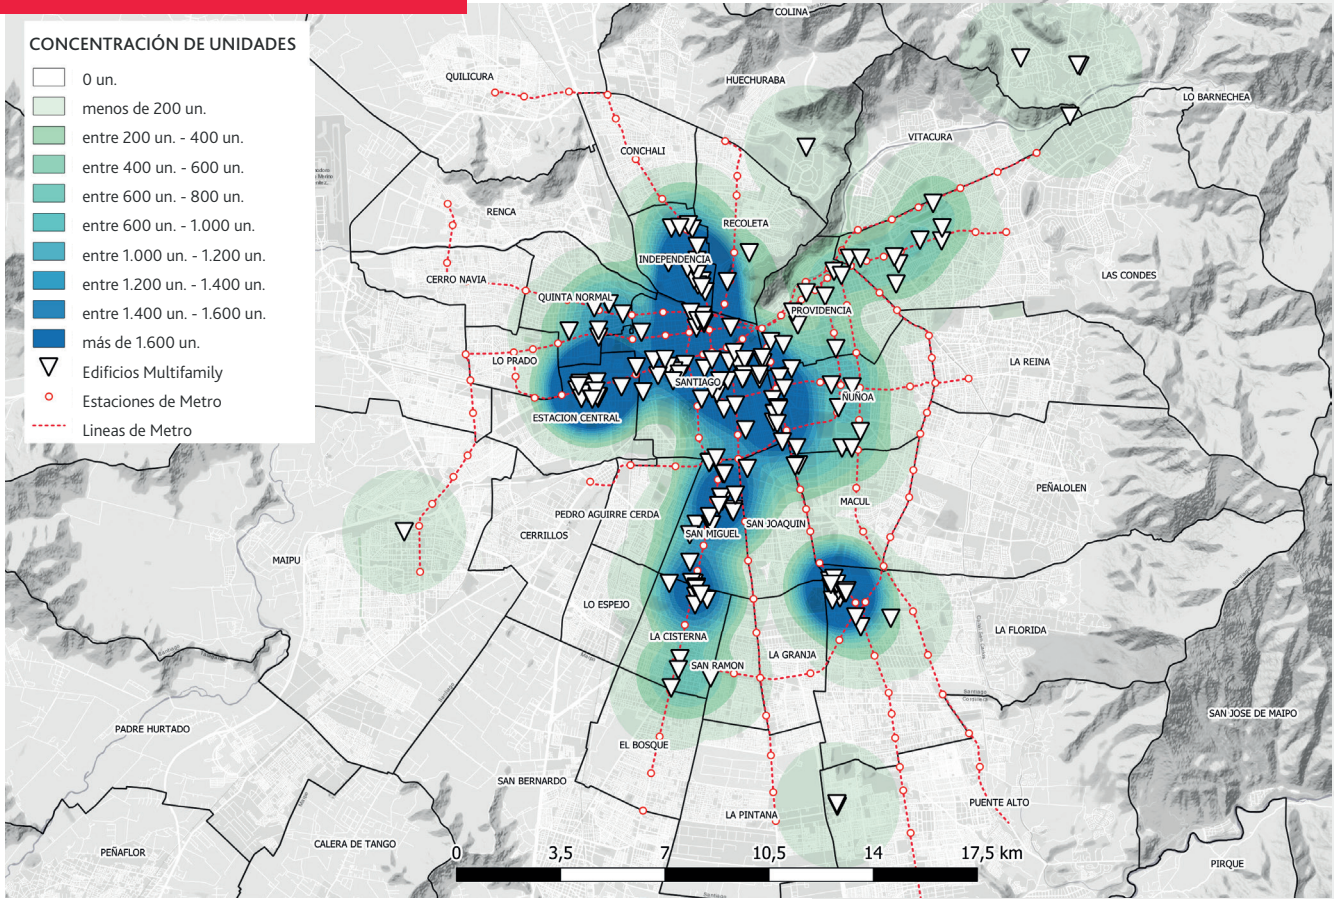 CONCENTRACIÓN DE UNIDADES
0 un.
menos de 200 un.
entre 200 un. - 400 un.
entre 400 un. - 600 un.
entre 600 un. - 800 un.
entre 600 un. - 1.000 un.
entre 1.000 un. - 1.200 un.
entre 1.200 un. - 1.400 un.
entre 1.400 un. - 1.600 un.
más de 1.600 un.
Edificios Multifamily
Estaciones de Metro
Lineas de Metro
COLINA
QUILICURA
HUECHURABA
LO BARNECHEA
VITACURA
CONCHALI
RENCA
RECOLETA
INDEPENDENCIA
LAS CONDES
CERRO NAVIA
QUINTA NORMAL
PROVIDENCIA
LO PRADO
LA REINA
SANTIAGO
ÑUÑOA
ESTACION CENTRAL
PEÑALOLEN
MACUL
PEDRO AGUIRRE CERDA
SAN JOAQUIN
CERRILLOS
SAN MIGUEL
MAIPU
LO ESPEJO
LA FLORIDA
LA CISTERNA
LA GRANJA
SAN RAMON
SAN JOSE DE MAIPO
PADRE HURTADO
EL BOSQUE
SAN BERNARDO
PUENTE ALTO
LA PINTANA
CALERA DE TANGO
PEÑAFLOR
PIRQUE
0 3,5 7 10,5 14 17,5 km